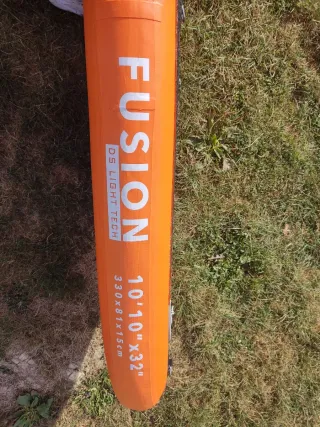 FUSION
DS LIGHT TECH
10'10"x32"
330x81x15cm